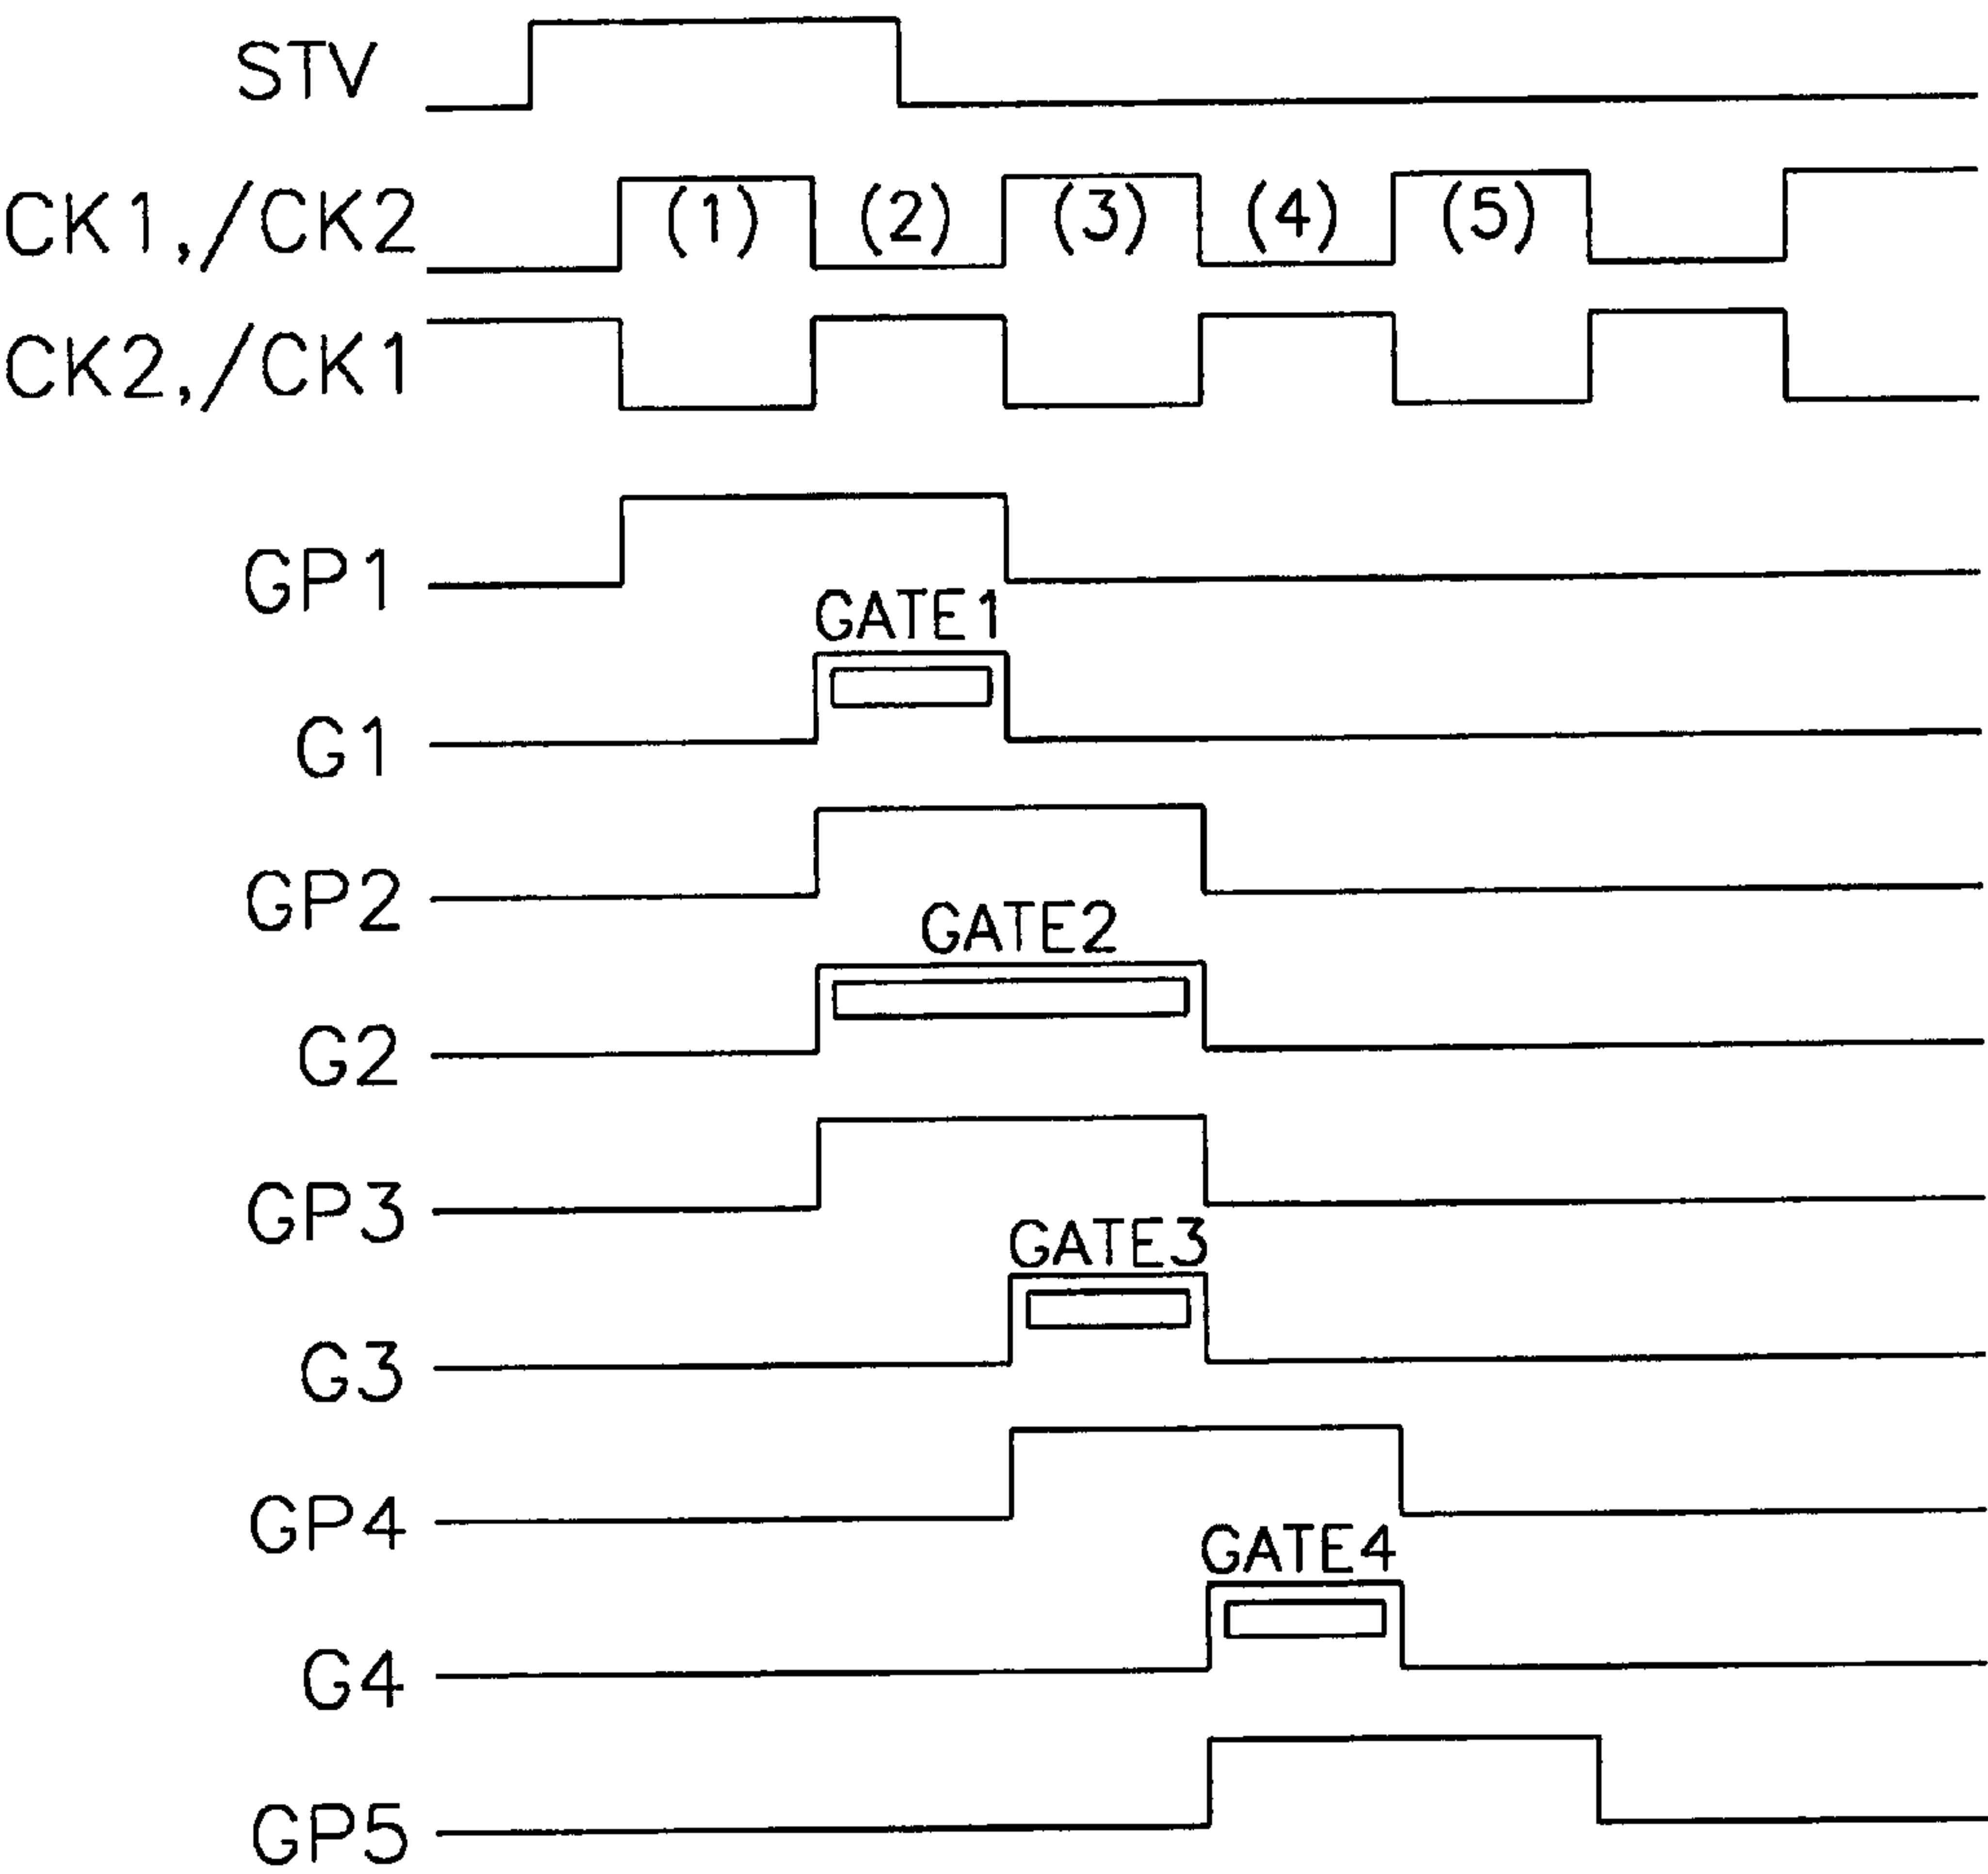 STV
CK1,/CK2 (1) (2) (3) (4) (5)
CK2,/CK1
GP1
GATE1
G1
GP2
GATE2
G2
GP3
GATE3
G3
GP4
GATE4
G4
GP5